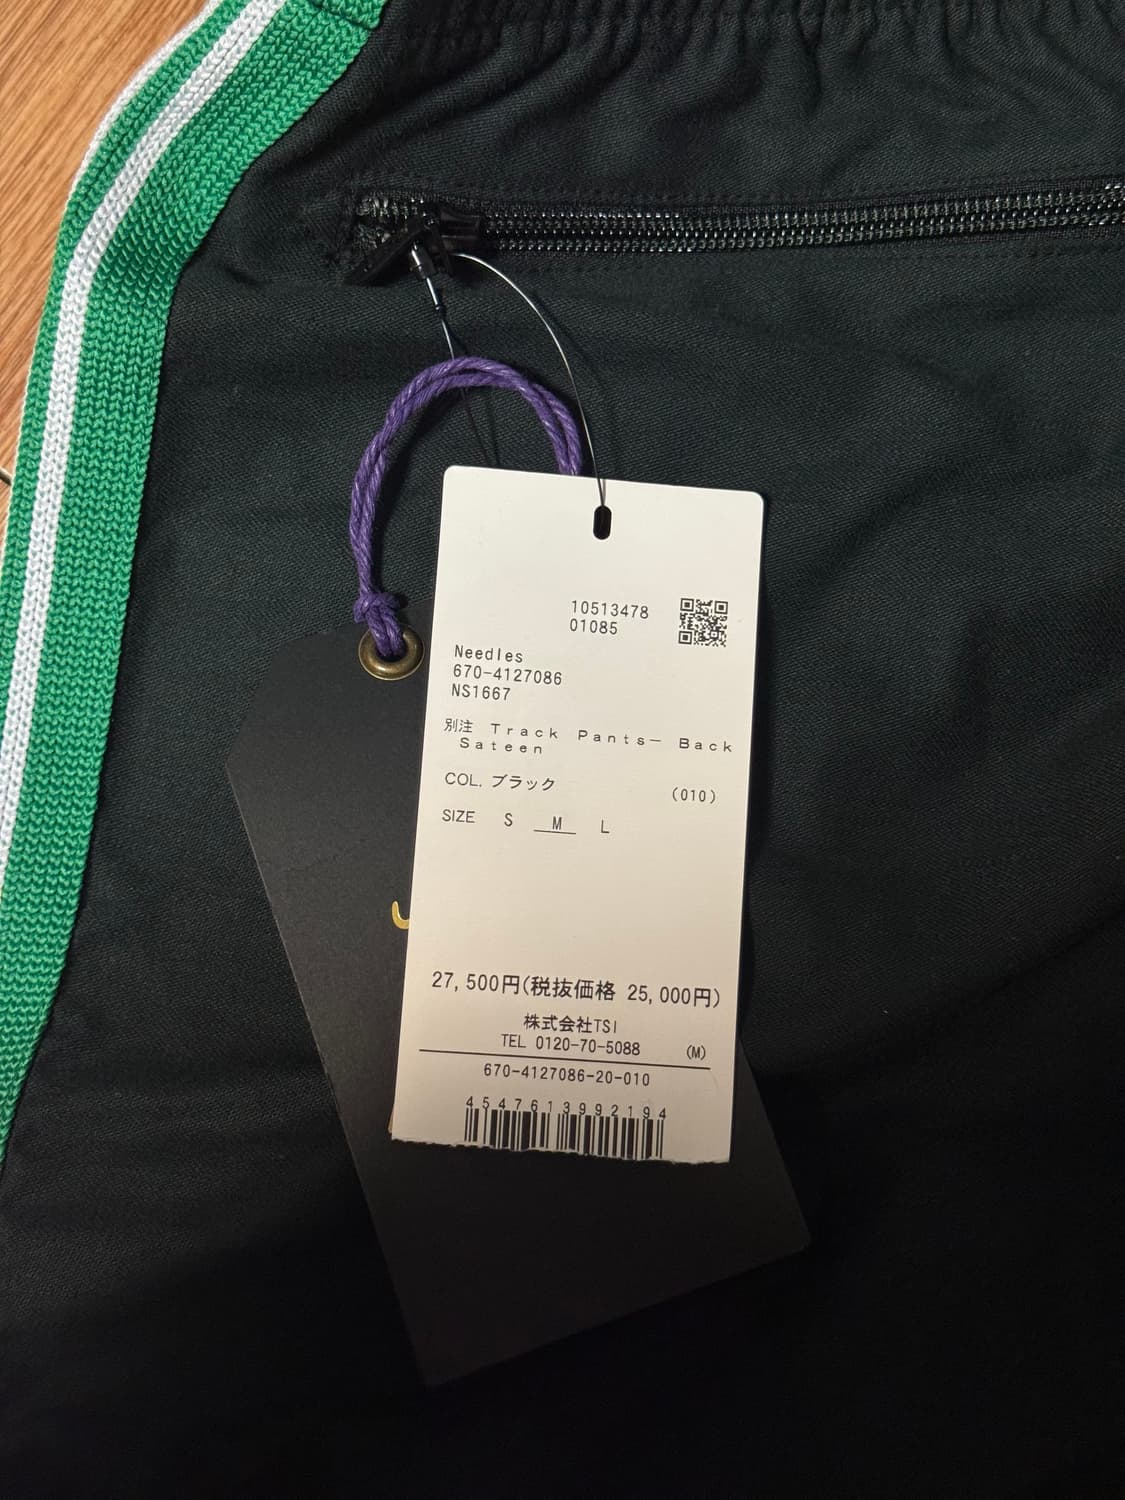 10513478
01085
Needles
670-4127086
NS1667
別注 Track Pants− Back
Sateen
COL. ブラック (010)
SIZE S M L
27,500円(税抜価格 25,000円)
株式会社TSI
TEL 0120-70-5088 (M)
670-4127086-20-010
4547613992194